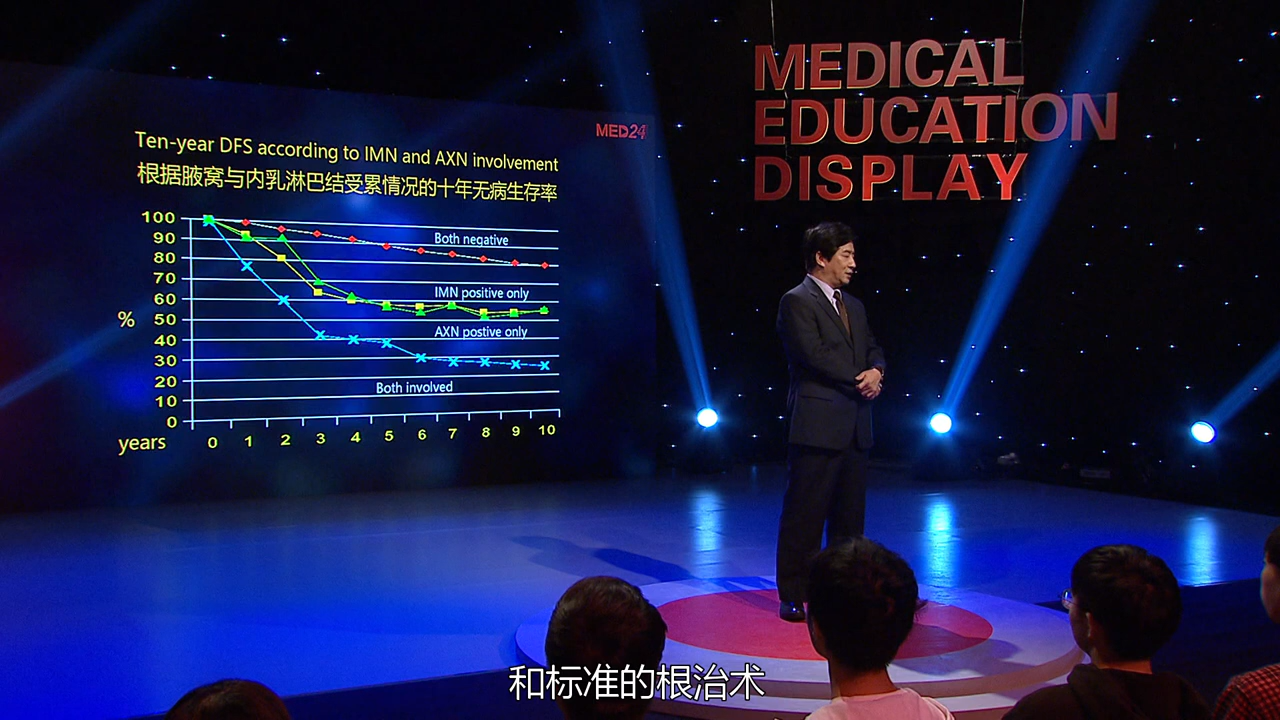 MEDICAL
EDUCATION
DISPLAY
MED24
Ten-year DFS according to IMN and AXN involvement
根据腋窝与内乳淋巴结受累情况的十年无病生存率
100
90
80
70
60
50
40
30
20
10
0
%
Both negative
IMN positive only
AXN postive only
Both involved
years
0 1 2 3 4 5 6 7 8 9 10
和标准的根治术